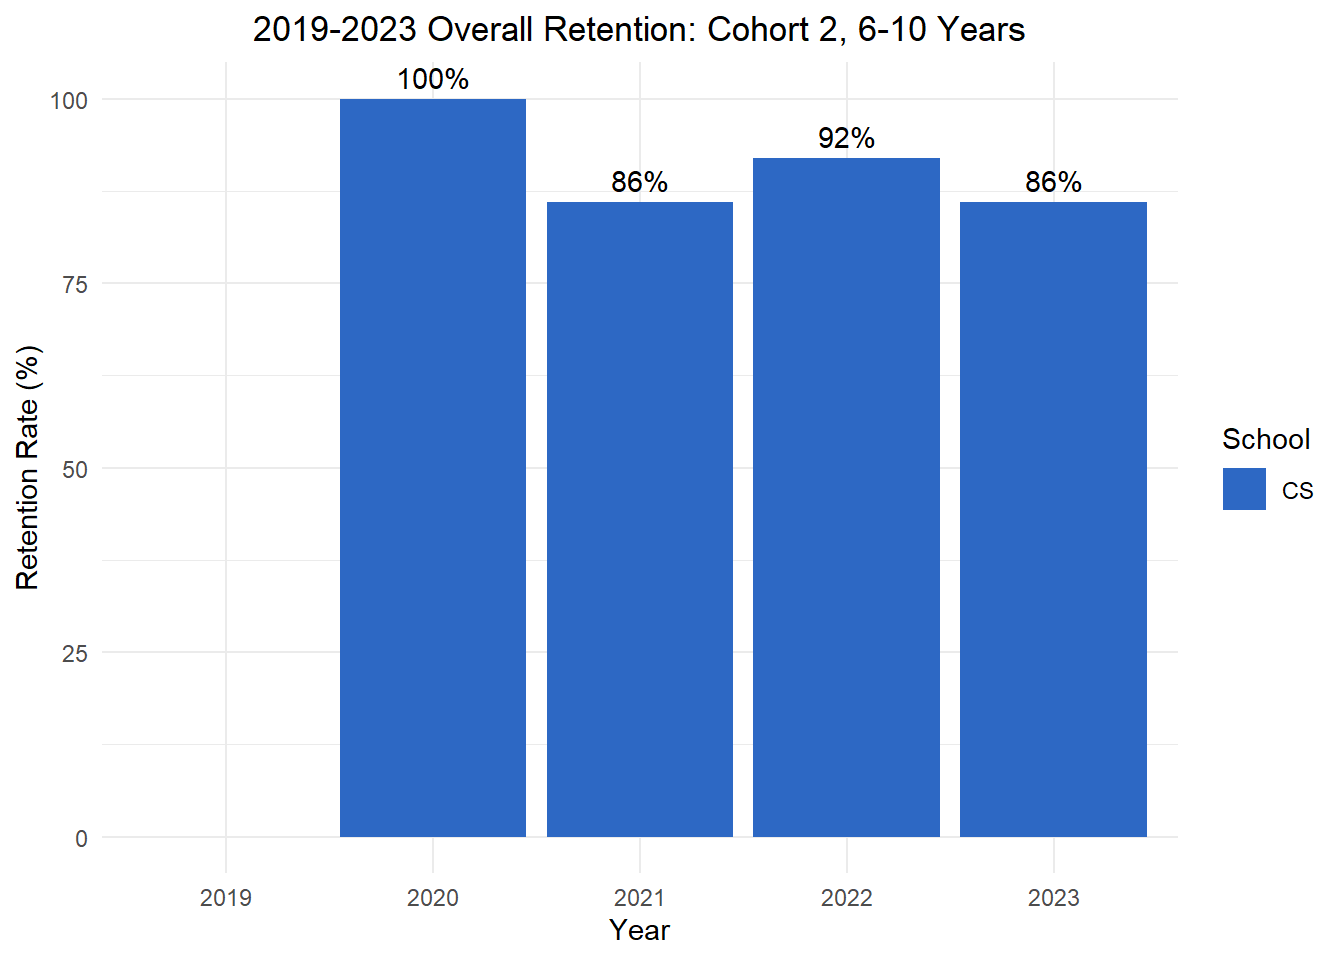 2019-2023 Overall Retention: Cohort 2, 6-10 Years
100%
86%
92%
86%
100
75
50
25
0
Retention Rate (%)
2019
2020
2021
2022
2023
Year
School
CS